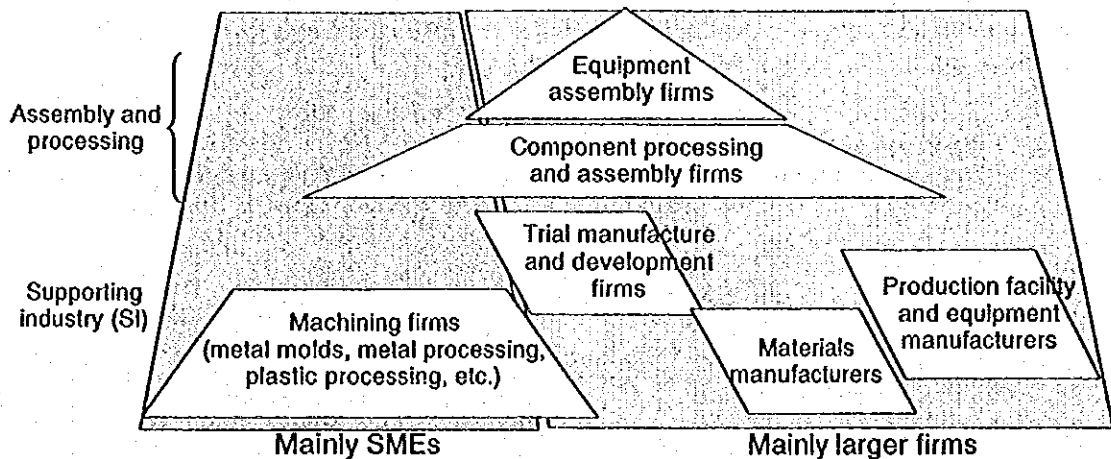 Equipment
assembly firms
Assembly and
processing
Component processing
and assembly firms
Trial manufacture
and development
firms
Supporting
industry (SI)
Machining firms
(metal molds, metal processing,
plastic processing, etc.)
Materials
manufacturers
Production facility
and equipment
manufacturers
Mainly SMEs
Mainly larger firms